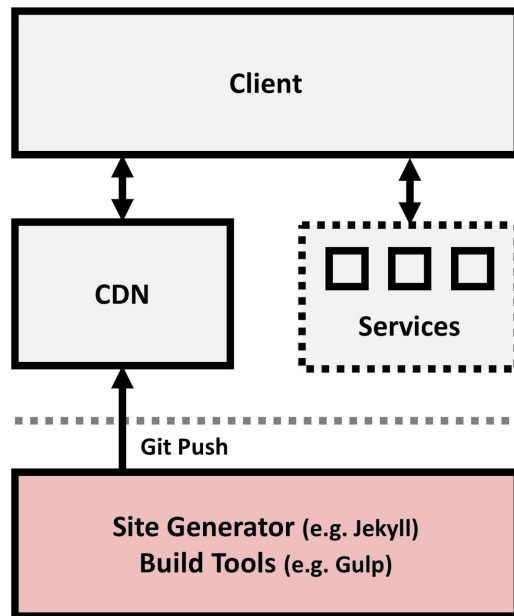 Client
CDN
Services
Git Push
Site Generator (e.g. Jekyll)
Build Tools (e.g. Gulp)